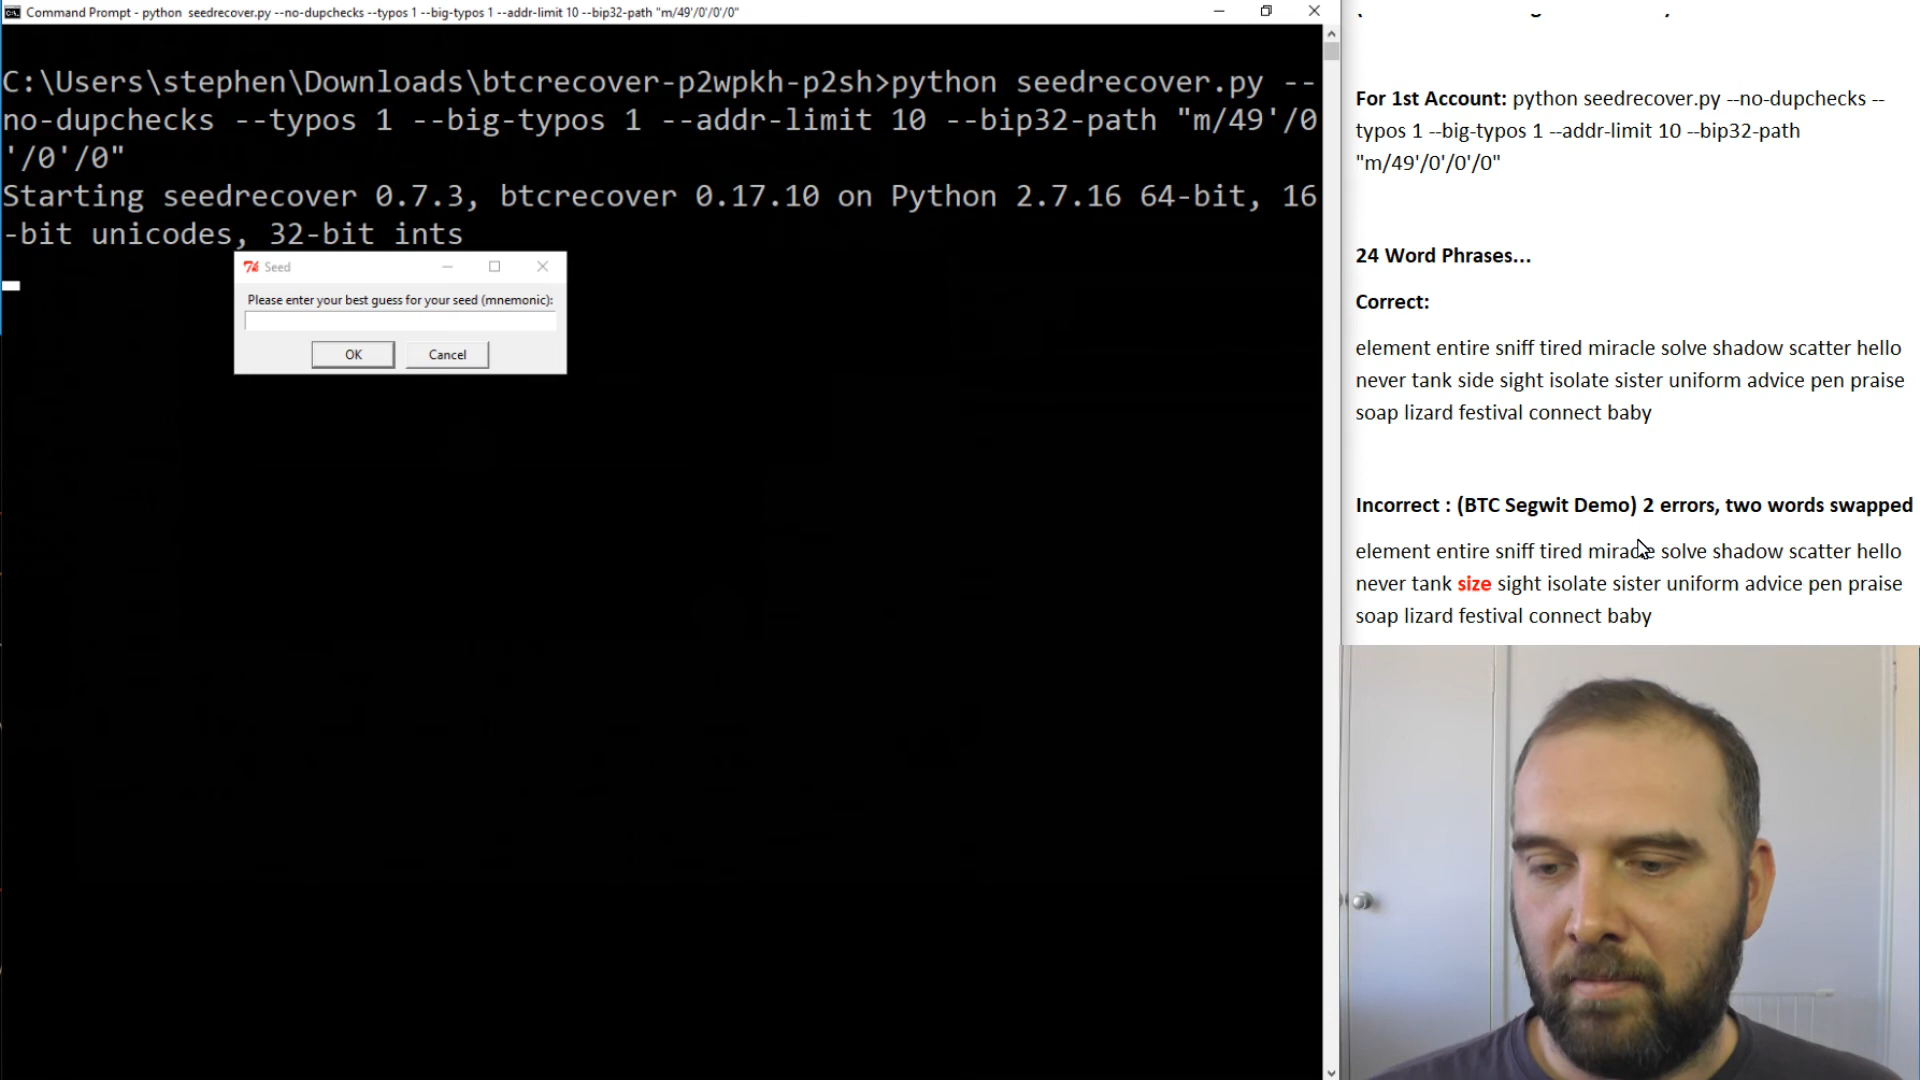 Command Prompt - python  seedrecover.py --no-dupchecks --typos 1 --big-typos 1 --addr-limit 10 --bip32-path "m/49'/0'/0'/0"
C:\Users\stephen\Downloads\btcrecover-p2wpkh-p2sh>python seedrecover.py --
no-dupchecks --typos 1 --big-typos 1 --addr-limit 10 --bip32-path "m/49'/0
'/0'/0"
Starting seedrecover 0.7.3, btcrecover 0.17.10 on Python 2.7.16 64-bit, 16
-bit unicodes, 32-bit ints
Seed
Please enter your best guess for your seed (mnemonic):
OK
Cancel
For 1st Account: python seedrecover.py --no-dupchecks --
typos 1 --big-typos 1 --addr-limit 10 --bip32-path
"m/49'/0'/0'/0"
24 Word Phrases...
Correct:
element entire sniff tired miracle solve shadow scatter hello
never tank side sight isolate sister uniform advice pen praise
soap lizard festival connect baby
Incorrect : (BTC Segwit Demo) 2 errors, two words swapped
element entire sniff tired miracle solve shadow scatter hello
never tank size sight isolate sister uniform advice pen praise
soap lizard festival connect baby